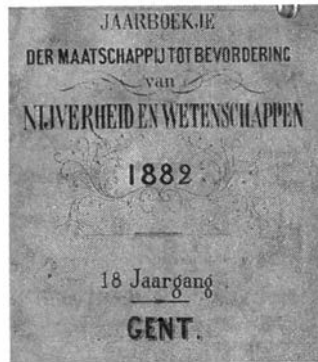 JAARBOEKJE
DER MAATSCHAPPIJ TOT BEVORDERING
van
NIJVERHEID EN WETENSCHAPPEN
1882
18 Jaargang
GENT.